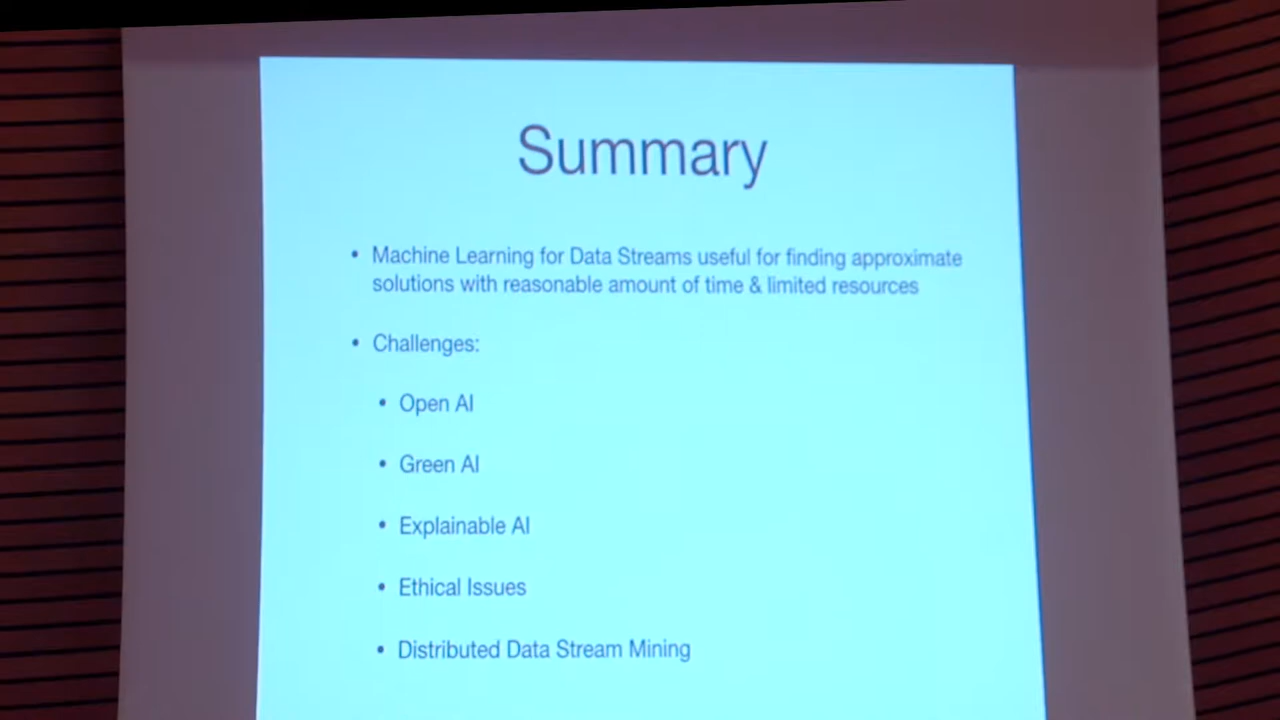 Summary
• Machine Learning for Data Streams useful for finding approximate
solutions with reasonable amount of time & limited resources
• Challenges:
• Open AI
• Green AI
• Explainable AI
• Ethical Issues
• Distributed Data Stream Mining